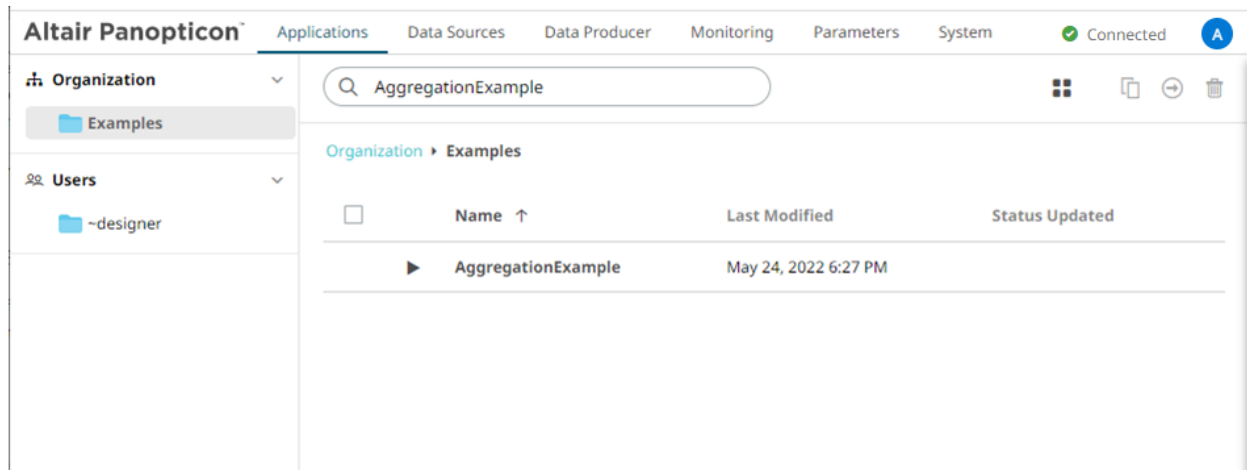 Altair Panopticon™ Applications Data Sources Data Producer Monitoring Parameters System Connected A
Organization
Examples
Users
~designer
AggregationExample
Organization Examples
Name Last Modified Status Updated
AggregationExample May 24, 2022 6:27 PM